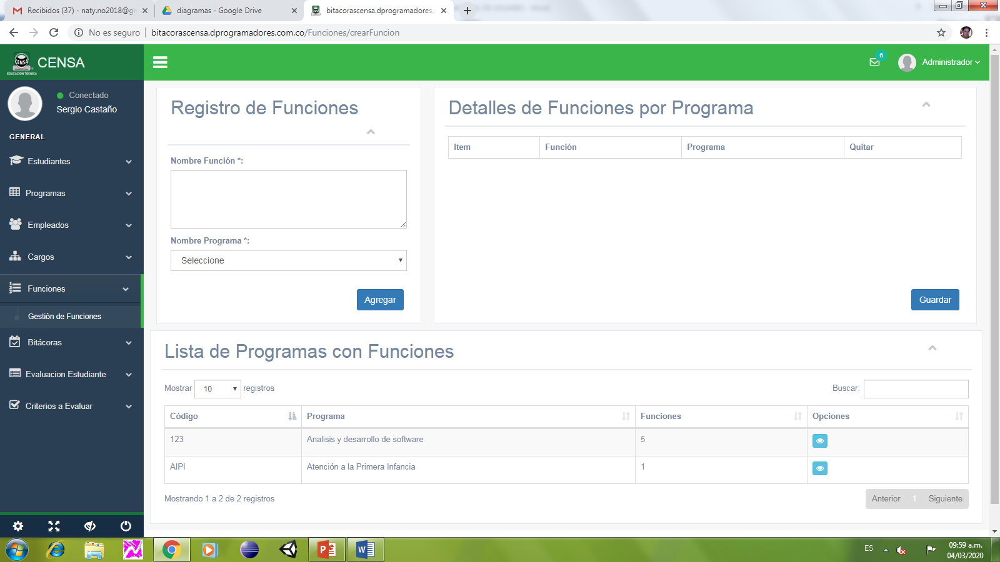 Recibidos (37) - naty.no2018@gr
diagramas - Google Drive
bitacorascensa.dprogramadores.
No es seguro
bitacorascensa.dprogramadores.com.co/Funciones/crearFuncion
CENSA
EDUCACIÓN TÉCNICA
CENSA
6
Administrador
Conectado
Sergio Castaño
GENERAL
Estudiantes
Programas
Empleados
Cargos
Funciones
Gestión de Funciones
Bitácoras
Evaluacion Estudiante
Criterios a Evaluar
Registro de Funciones
Nombre Función *:
Nombre Programa *:
Seleccione
Agregar
Detalles de Funciones por Programa
Item Función Programa Quitar
Guardar
Lista de Programas con Funciones
Mostrar 10 registros
Buscar:
Código Programa Funciones Opciones
123 Analisis y desarrollo de software 5
AIPI Atención a la Primera Infancia 1
Mostrando 1 a 2 de 2 registros
Anterior 1 Siguiente
ES
09:59 a.m.
04/03/2020